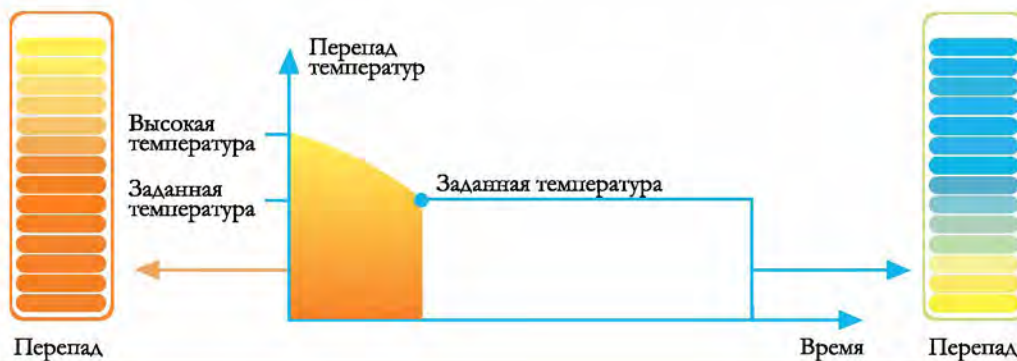 Перепад
температур
Высокая
температура
Заданная
температура
Заданная температура
Перепад
Время
Перепад